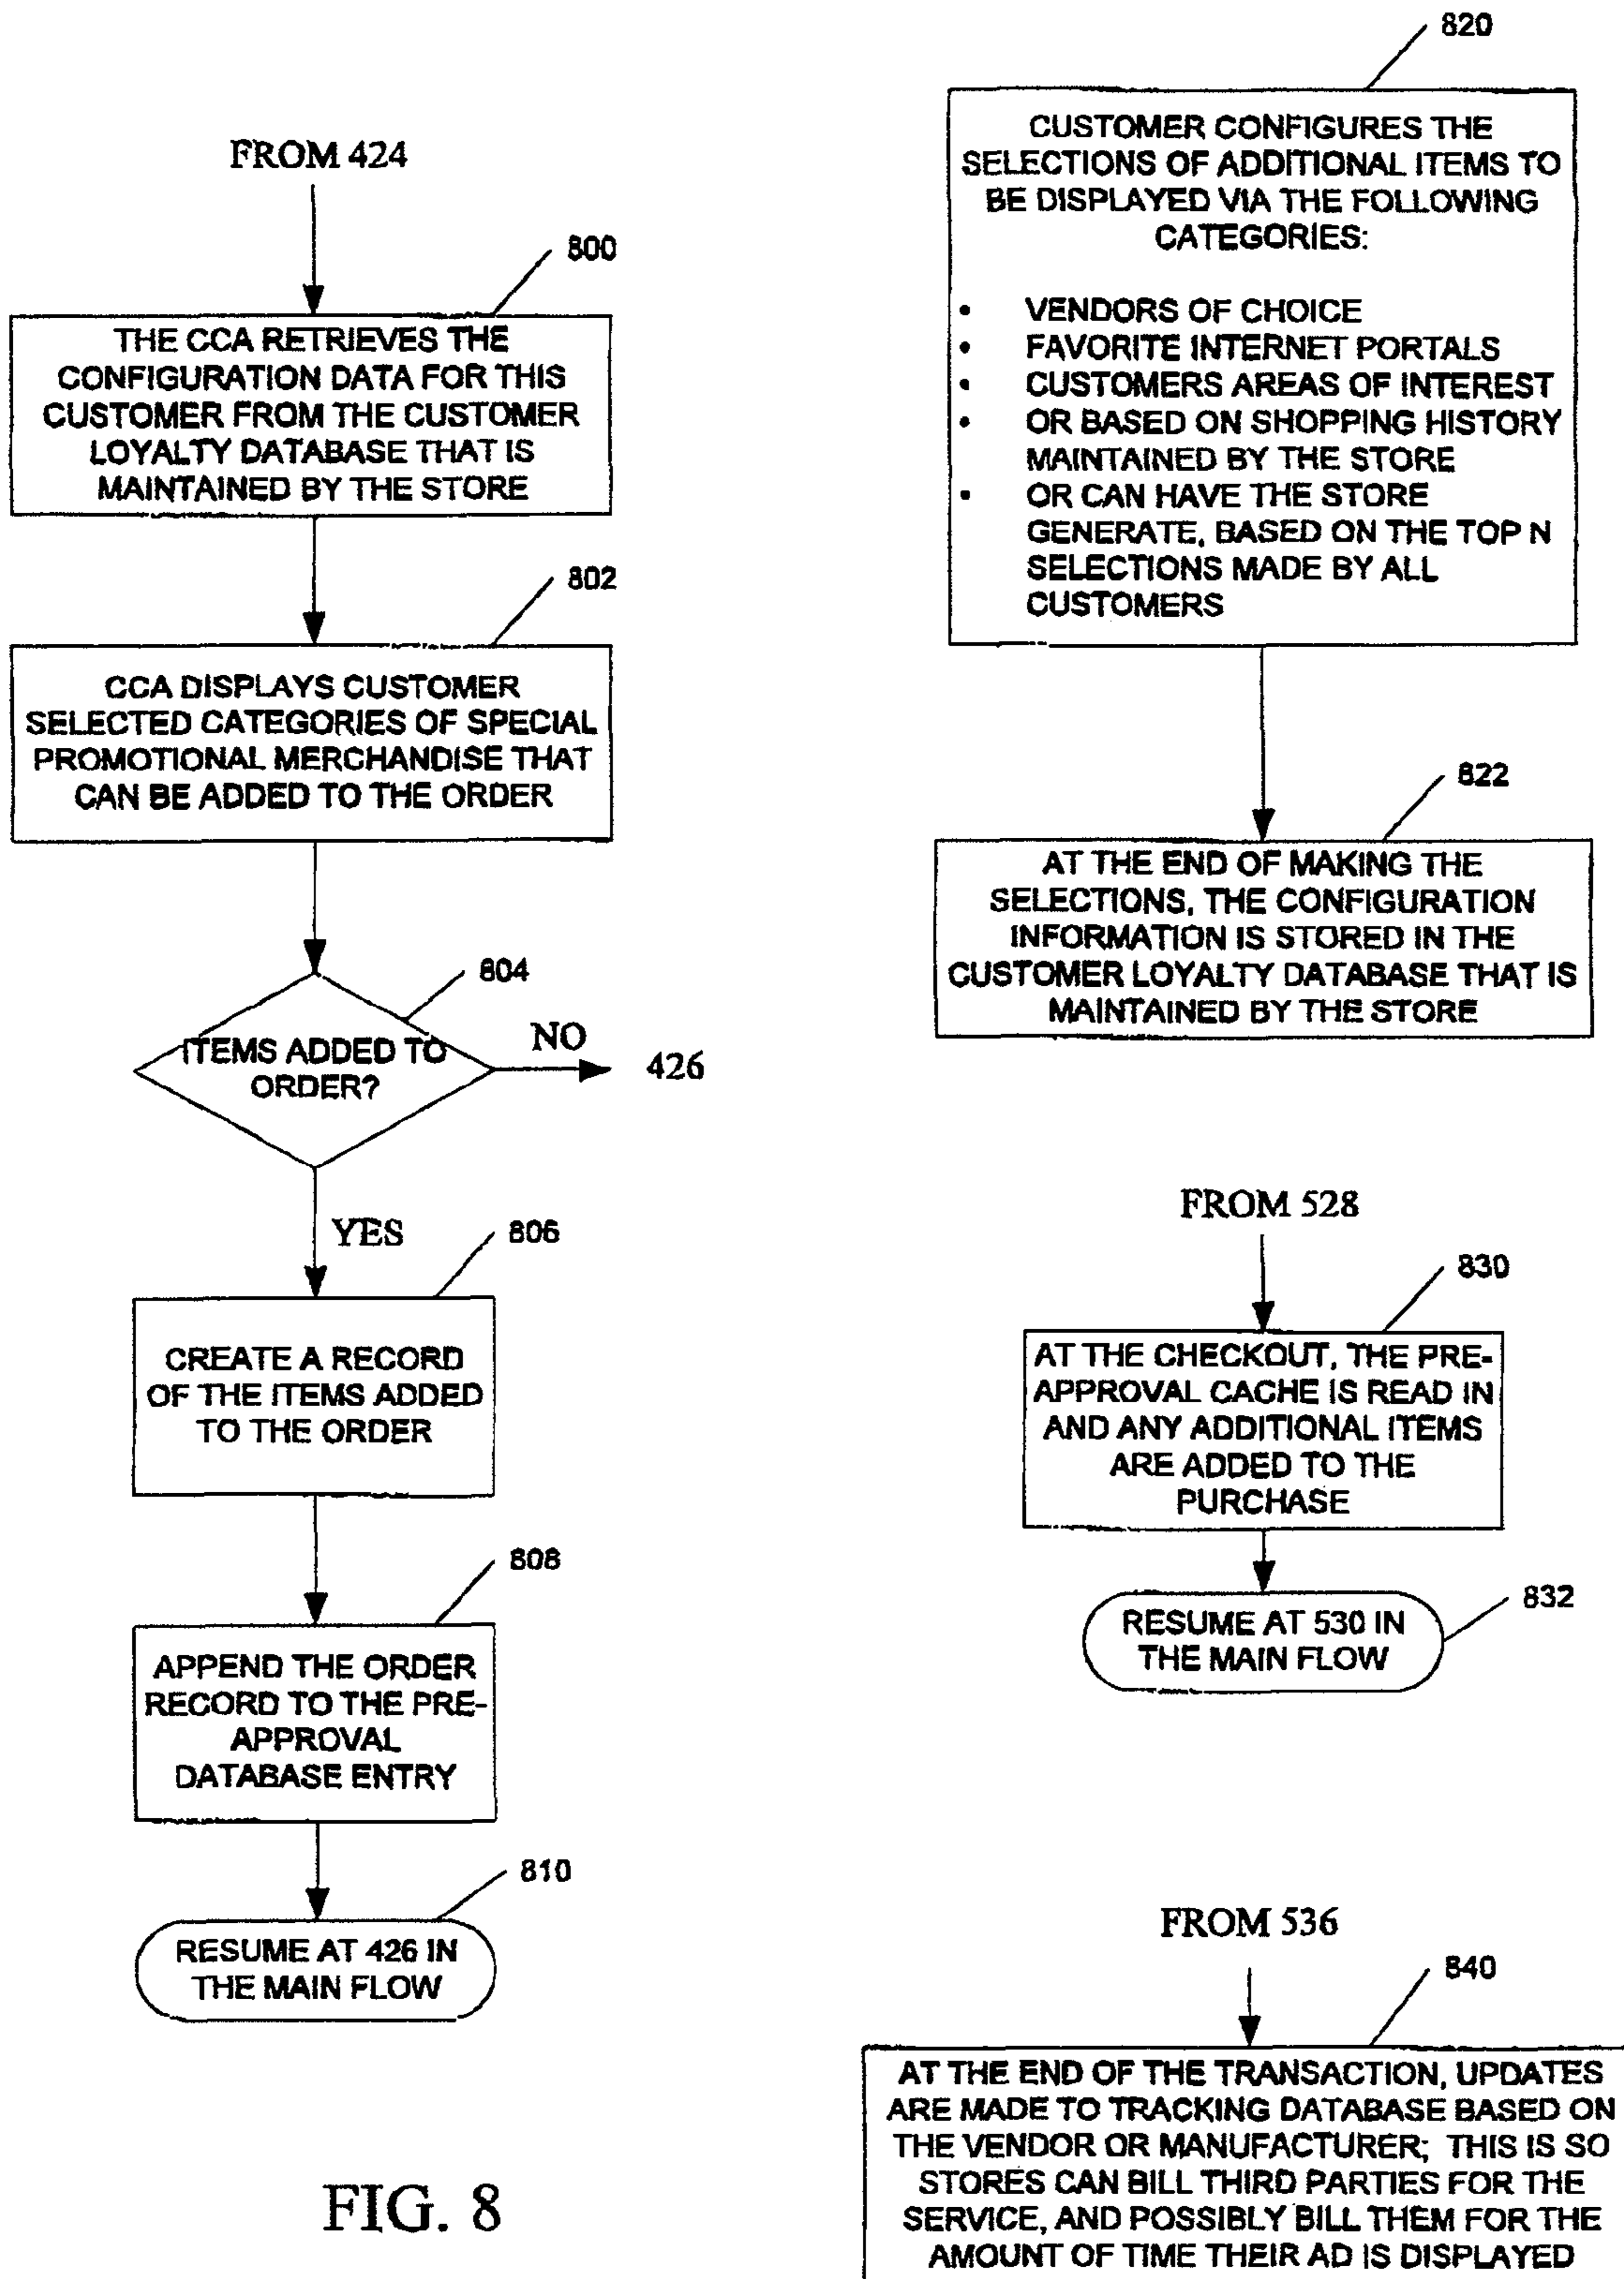 FROM 424
800
THE CCA RETRIEVES THE
CONFIGURATION DATA FOR THIS
CUSTOMER FROM THE CUSTOMER
LOYALTY DATABASE THAT IS
MAINTAINED BY THE STORE
802
CCA DISPLAYS CUSTOMER
SELECTED CATEGORIES OF SPECIAL
PROMOTIONAL MERCHANDISE THAT
CAN BE ADDED TO THE ORDER
804
ITEMS ADDED TO
ORDER?
NO
426
YES
806
CREATE A RECORD
OF THE ITEMS ADDED
TO THE ORDER
808
APPEND THE ORDER
RECORD TO THE PRE-
APPROVAL
DATABASE ENTRY
810
RESUME AT 426 IN
THE MAIN FLOW
FIG. 8
820
CUSTOMER CONFIGURES THE
SELECTIONS OF ADDITIONAL ITEMS TO
BE DISPLAYED VIA THE FOLLOWING
CATEGORIES:
• VENDORS OF CHOICE
• FAVORITE INTERNET PORTALS
• CUSTOMERS AREAS OF INTEREST
• OR BASED ON SHOPPING HISTORY
MAINTAINED BY THE STORE
• OR CAN HAVE THE STORE
GENERATE, BASED ON THE TOP N
SELECTIONS MADE BY ALL
CUSTOMERS
822
AT THE END OF MAKING THE
SELECTIONS, THE CONFIGURATION
INFORMATION IS STORED IN THE
CUSTOMER LOYALTY DATABASE THAT IS
MAINTAINED BY THE STORE
FROM 528
830
AT THE CHECKOUT, THE PRE-
APPROVAL CACHE IS READ IN
AND ANY ADDITIONAL ITEMS
ARE ADDED TO THE
PURCHASE
832
RESUME AT 530 IN
THE MAIN FLOW
FROM 536
840
AT THE END OF THE TRANSACTION, UPDATES
ARE MADE TO TRACKING DATABASE BASED ON
THE VENDOR OR MANUFACTURER; THIS IS SO
STORES CAN BILL THIRD PARTIES FOR THE
SERVICE, AND POSSIBLY BILL THEM FOR THE
AMOUNT OF TIME THEIR AD IS DISPLAYED